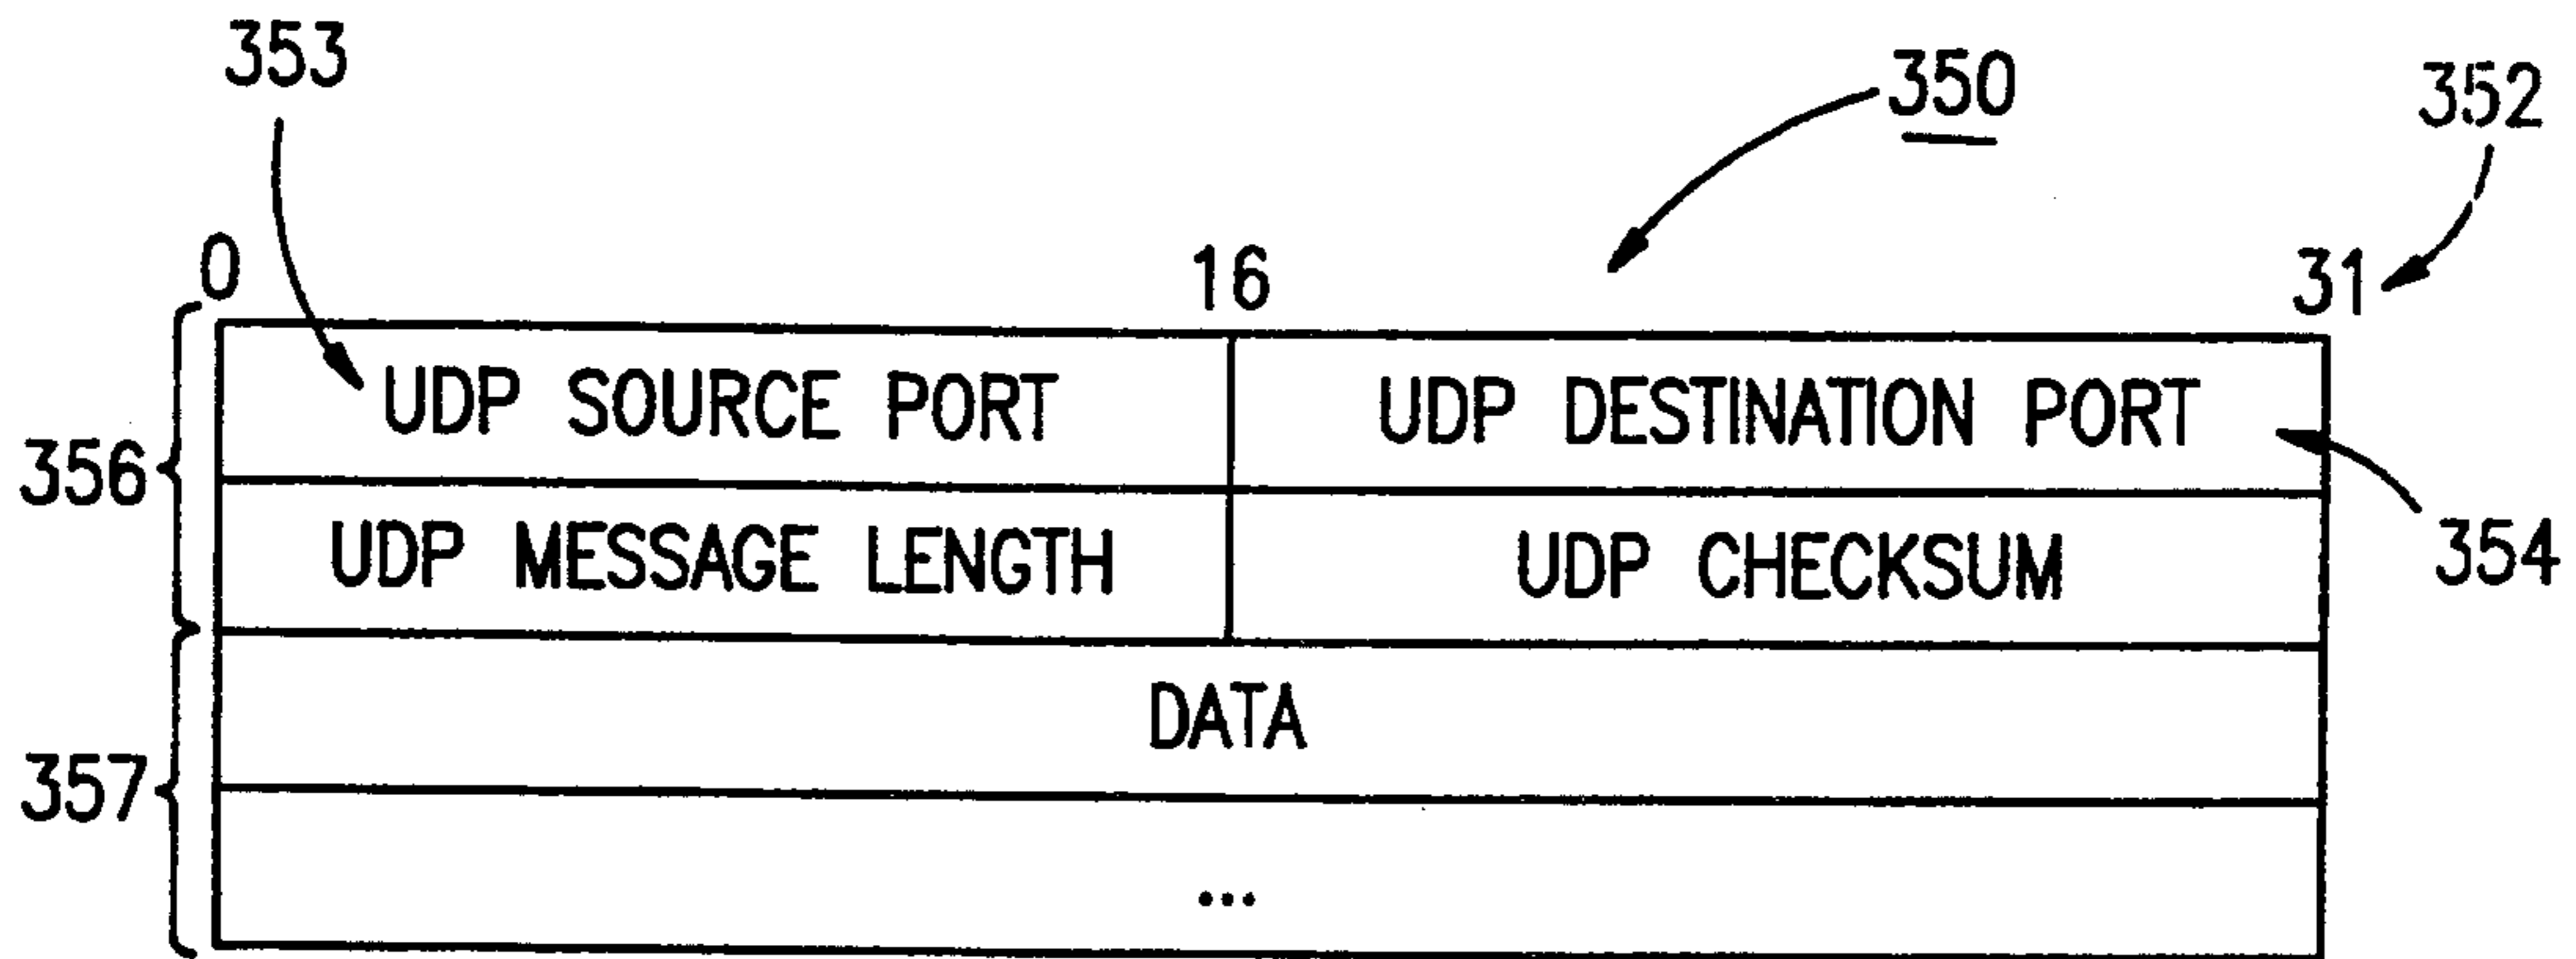 353
350
352
0
16
31
UDP SOURCE PORT
UDP DESTINATION PORT
356
UDP MESSAGE LENGTH
UDP CHECKSUM
354
DATA
357
...